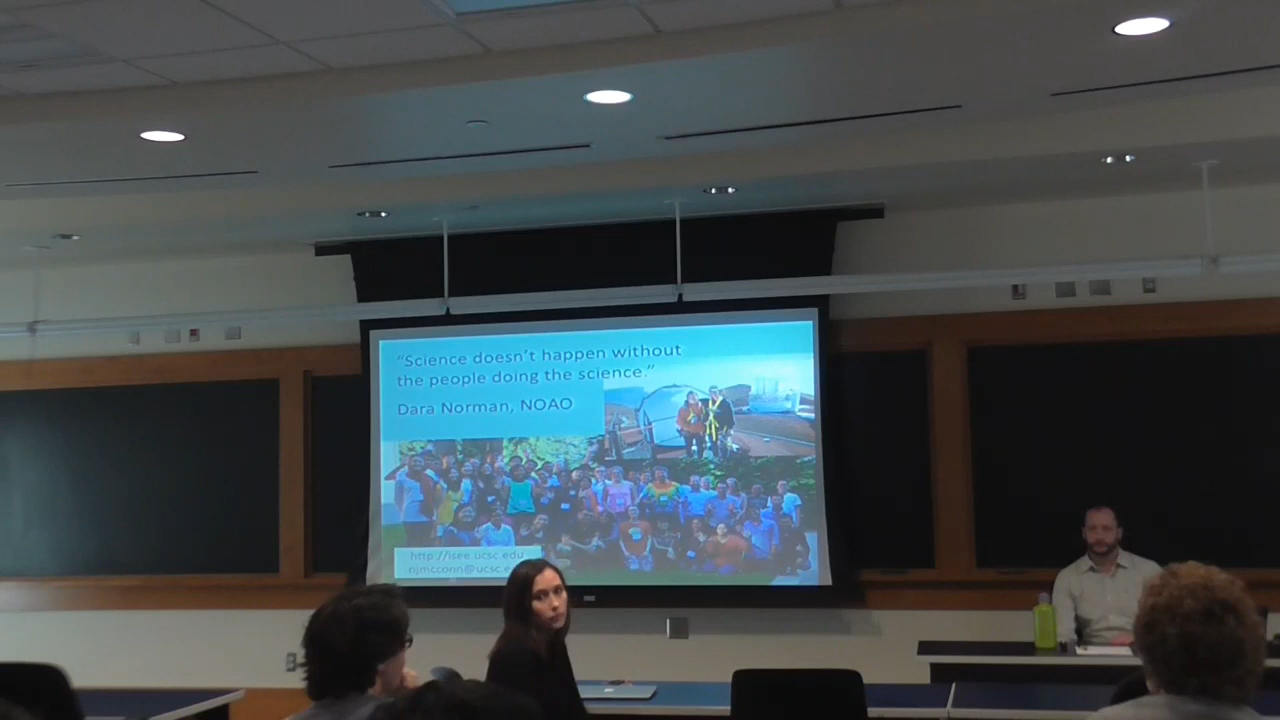 “Science doesn’t happen without
the people doing the science.”
Dara Norman, NOAO
http://isee.ucsc.edu